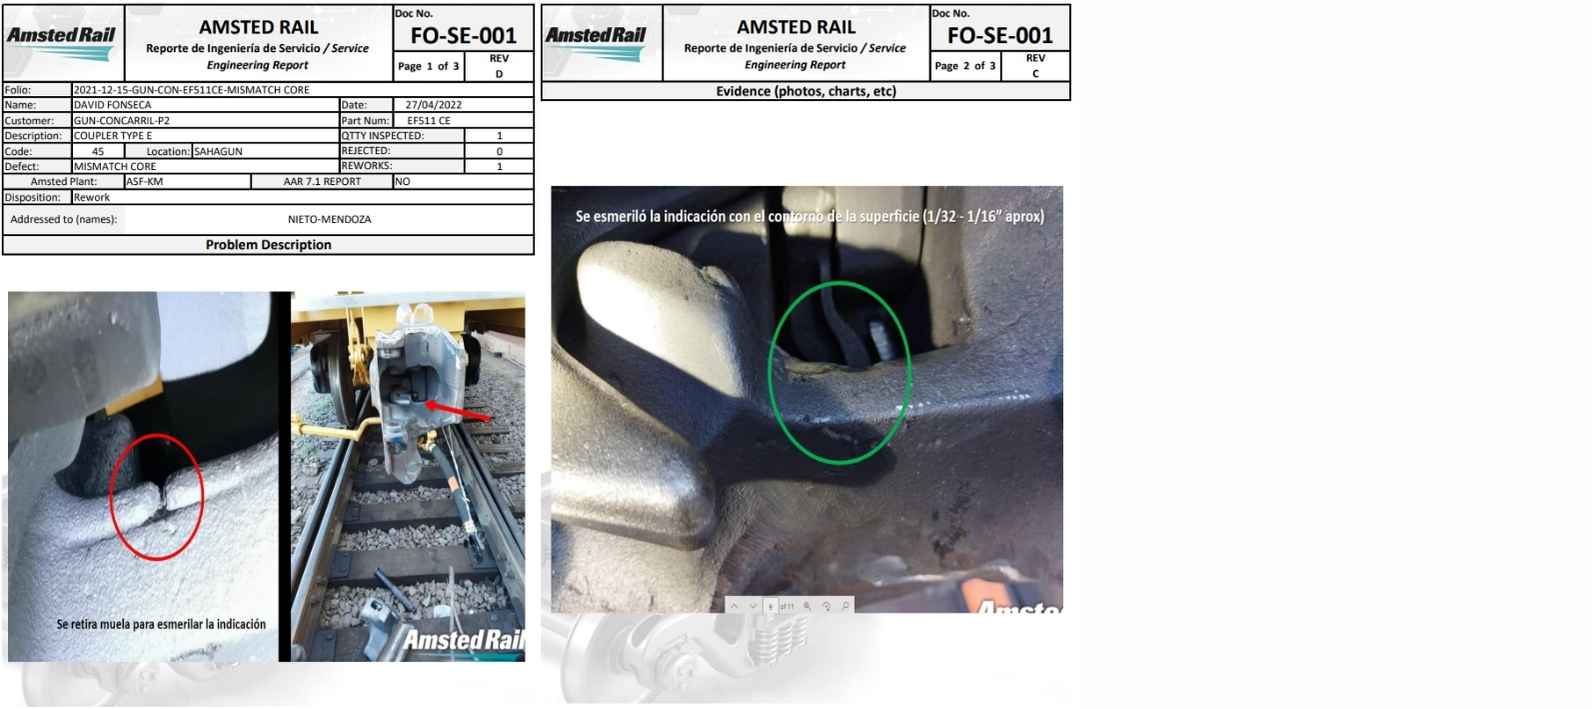 Amsted Rail
AMSTED RAIL
Reporte de Ingeniería de Servicio / Service
Engineering Report
Doc No.
FO-SE-001
Page 1 of 3
REV
D
Folio: 2021-12-15-GUN-CON-EF511CE-MISMATCH CORE
Name: DAVID FONSECA Date: 27/04/2022
Customer: GUN-CONCARRIL-P2 Part Num: EF511 CE
Description: COUPLER TYPE E QTTY INSPECTED: 1
Code: 45 Location: SAHAGUN REJECTED: 0
Defect: MISMATCH CORE REWORKS: 1
Amsted Plant: ASF-KM AAR 7.1 REPORT NO
Disposition: Rework
Addressed to (names): NIETO-MENDOZA
Problem Description
Se retira muela para esmerilar la indicación
Amsted Rail
Amsted Rail
AMSTED RAIL
Reporte de Ingeniería de Servicio / Service
Engineering Report
Doc No.
FO-SE-001
Page 2 of 3
REV
C
Evidence (photos, charts, etc)
Se esmeriló la indicación con el contorno de la superficie (1/32 - 1/16" aprox)
of 11
Amste